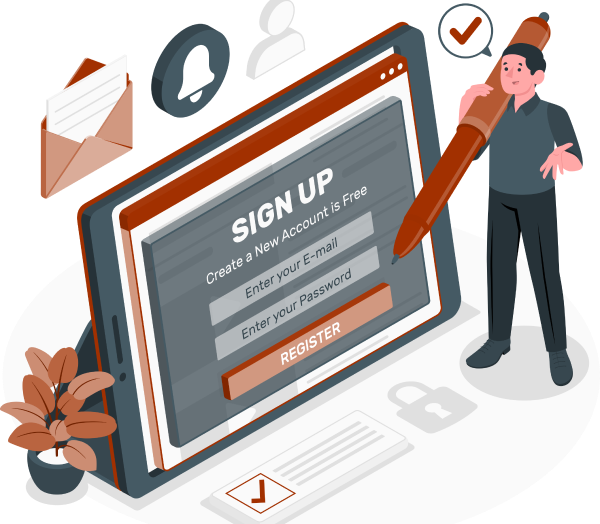 SIGN UP
Create a New Account is Free
Enter your E-mail
Enter your Password
REGISTER